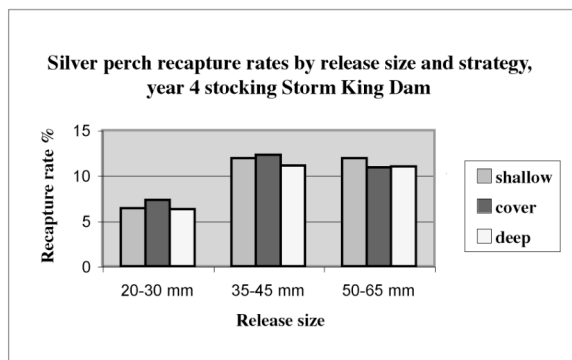 Silver perch recapture rates by release size and strategy,
year 4 stocking Storm King Dam
Recapture rate %
15
10
5
0
20-30 mm 35-45 mm 50-65 mm
Release size
shallow
cover
deep